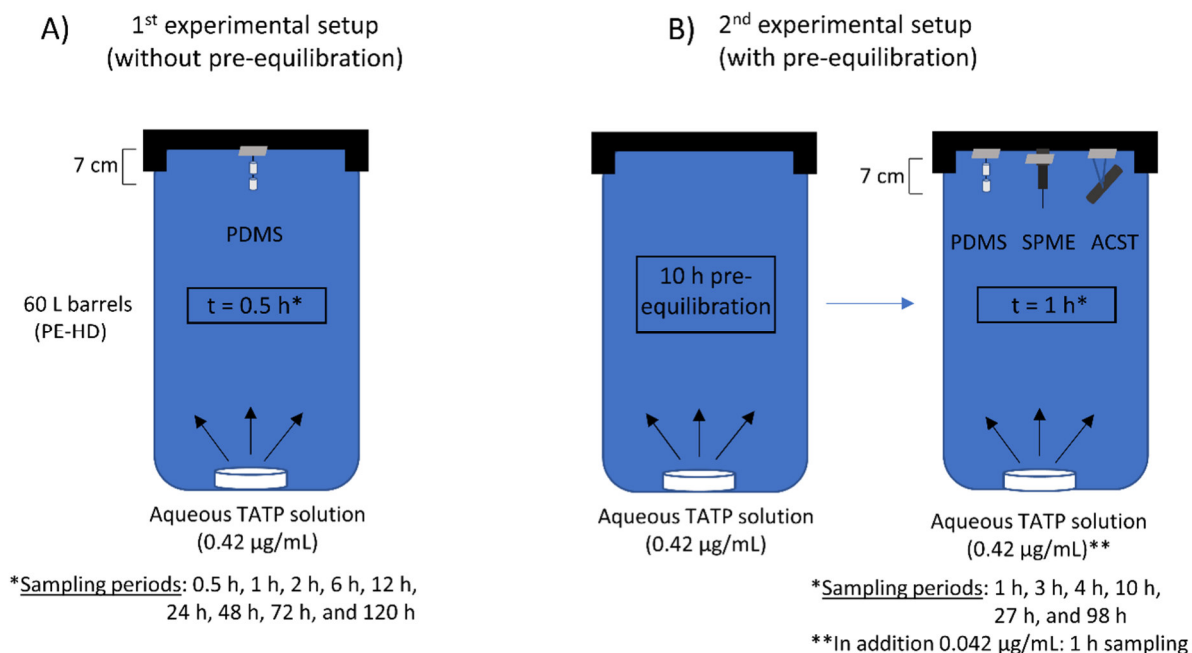 A)
1st experimental setup
(without pre-equilibration)
7 cm
PDMS
t = 0.5 h*
60 L barrels
(PE-HD)
Aqueous TATP solution
(0.42 µg/mL)
*Sampling periods: 0.5 h, 1 h, 2 h, 6 h, 12 h,
24 h, 48 h, 72 h, and 120 h
B)
2nd experimental setup
(with pre-equilibration)
10 h pre-
equilibration
Aqueous TATP solution
(0.42 µg/mL)
7 cm
PDMS SPME ACST
t = 1 h*
Aqueous TATP solution
(0.42 µg/mL)**
*Sampling periods: 1 h, 3 h, 4 h, 10 h,
27 h, and 98 h
**In addition 0.042 µg/mL: 1 h sampling